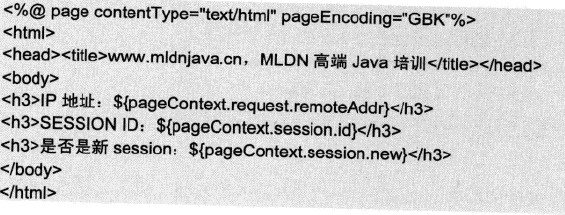 <%@ page contentType="text/html" pageEncoding="GBK"%>
<html>
<head><title>www.mldnjava.cn，MLDN 高端 Java 培训</title></head>
<body>
<h3>IP 地址：${pageContext.request.remoteAddr}</h3>
<h3>SESSION ID：${pageContext.session.id}</h3>
<h3>是否是新 session：${pageContext.session.new}</h3>
</body>
</html>